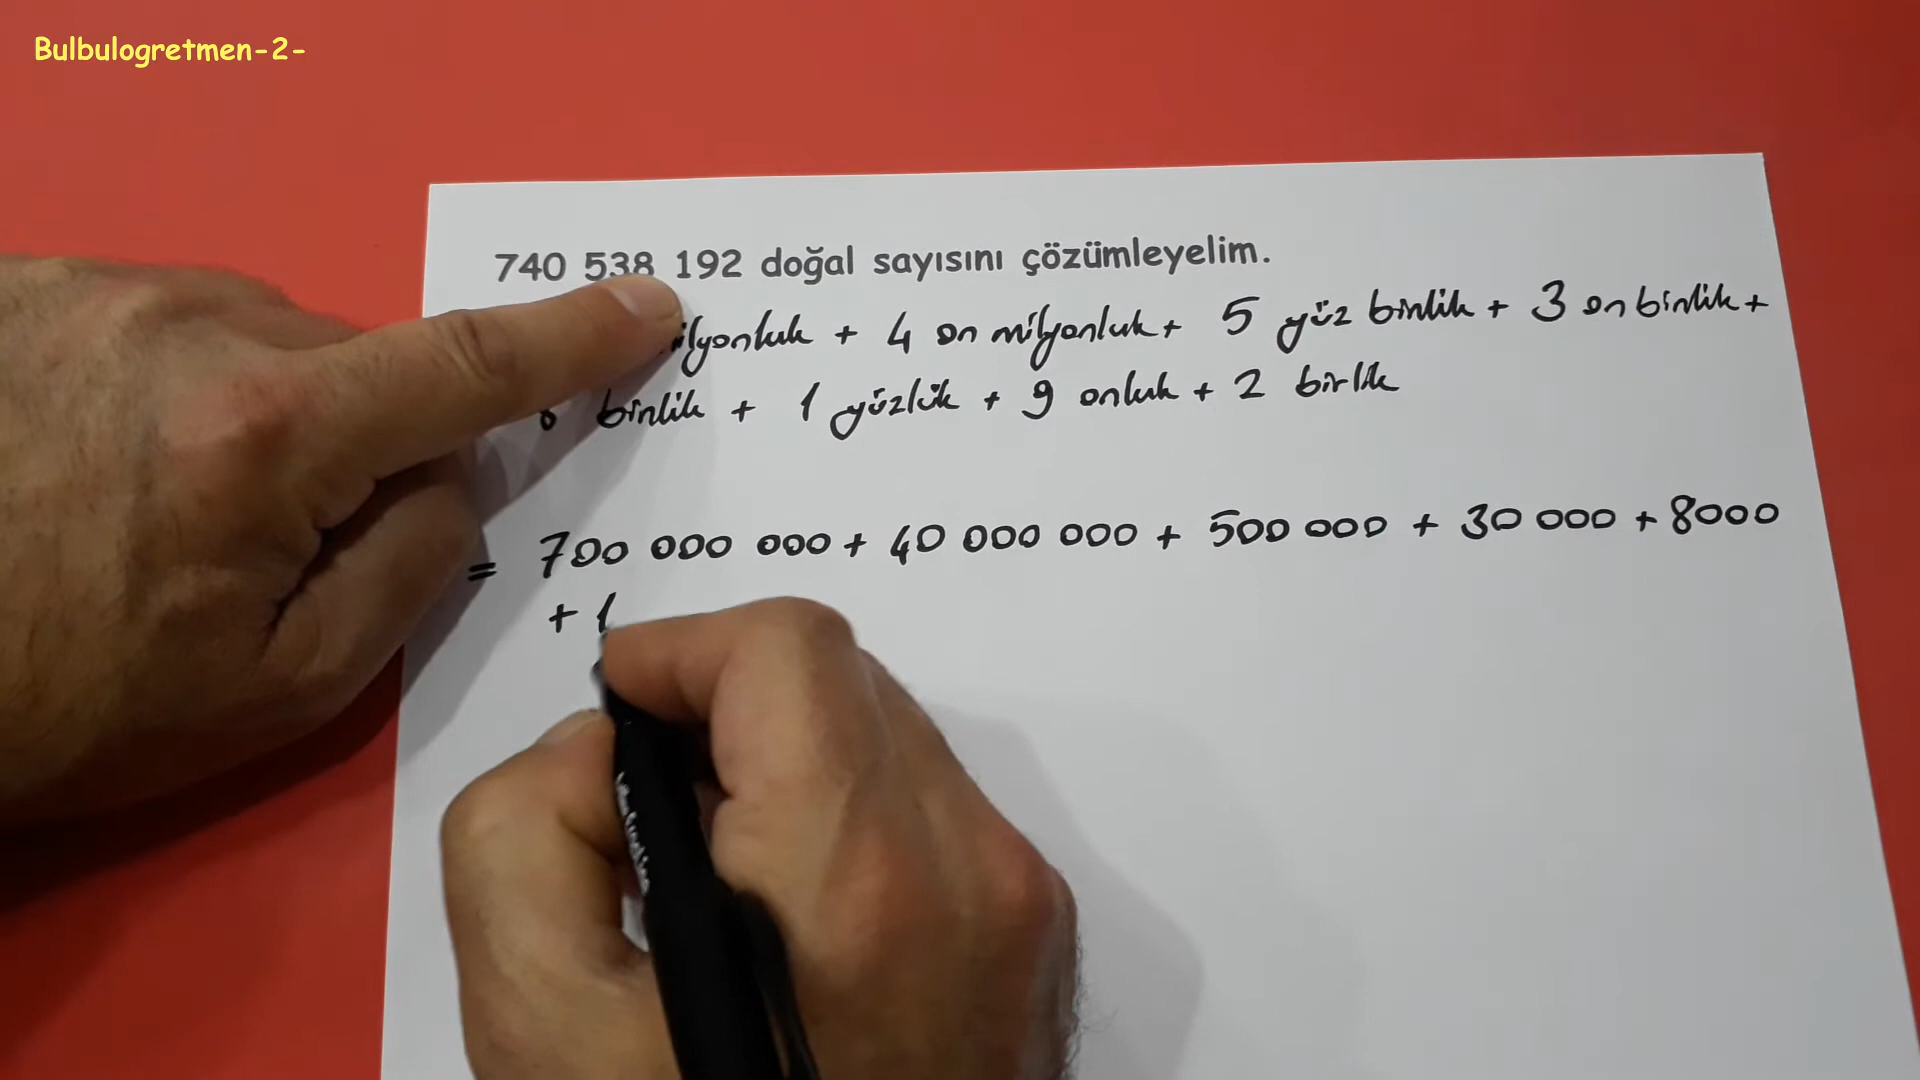 Bulbulogretmen-2-
740 538 192 doğal sayısını çözümleyelim.
+ 4 on milyonluk + 5 yüz binlik + 3 on binlik +
binlik + 1 yüzlük + 9 onluk + 2 birlik
= 700 000 000 + 40 000 000 + 500 000 + 30 000 + 8000
+ 1